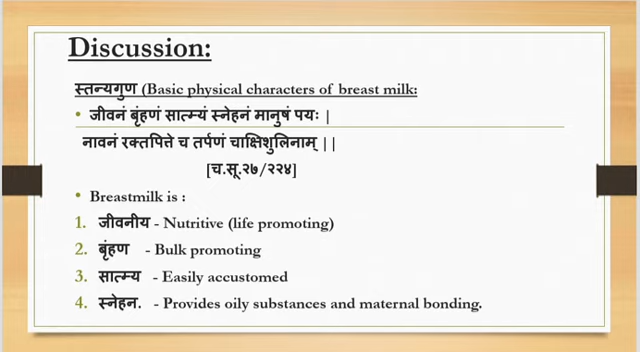 Discussion:
स्तन्यगुण (Basic physical characters of breast milk:
• जीवनं बृंहणं सात्म्यं स्नेहनं मानुषं पयः |
नावनं रक्तपित्ते च तर्पणं चाक्षिशुलिनाम् ||
[च.सू.२७/२२४]
• Breastmilk is :
1. जीवनीय - Nutritive (life promoting)
2. बृंहण - Bulk promoting
3. सात्म्य - Easily accustomed
4. स्नेहन. - Provides oily substances and maternal bonding.